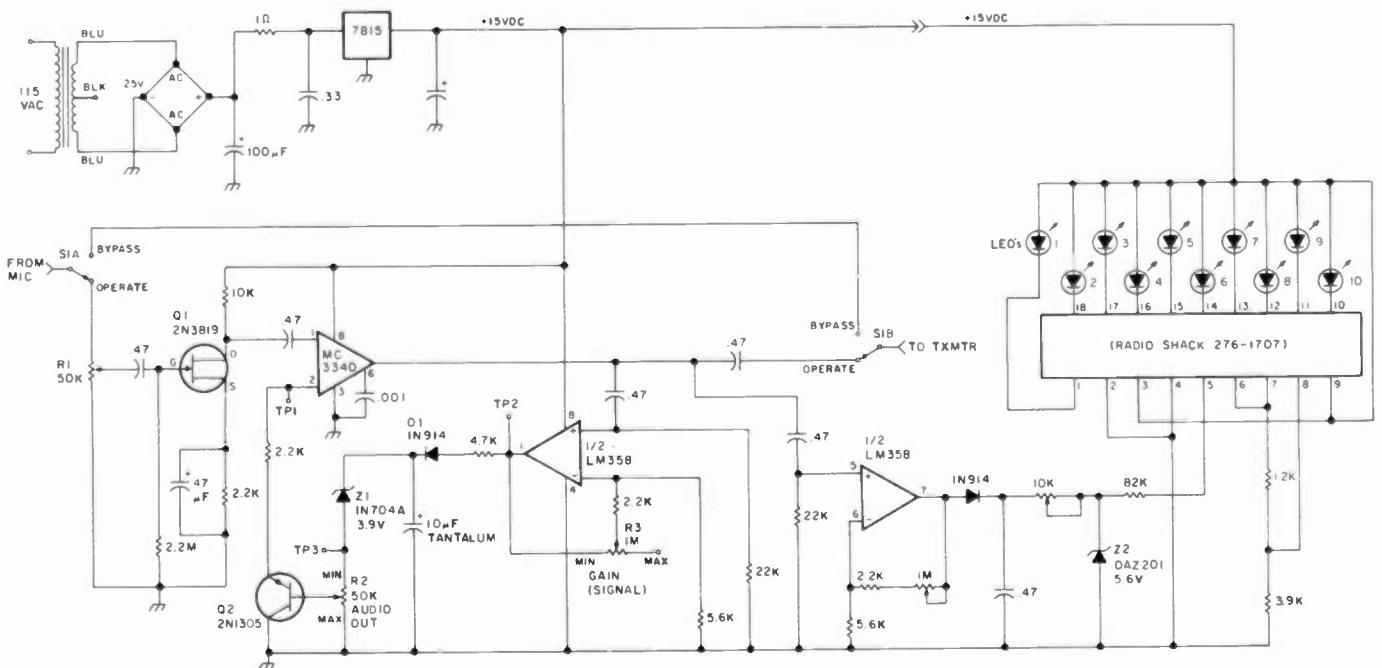 BLU
115 VAC
BLK
BLU
25V
AC
AC
-
+
+
100µF
1Ω
.33
7815
+
+15VDC
+15VDC
FROM MIC
S1A
BYPASS
OPERATE
R1
50K
.47
Q1
2N3819
G
D
S
10K
.47
+
47
µF
2.2K
2.2M
MC
3340
1
8
2
3
6
.001
TP1
2.2K
Q2
2N1305
D1
1N914
4.7K
Z1
1N704A
3.9V
TP3
MIN
R2
50K
AUDIO
OUT
MAX
+
10µF
TANTALUM
TP2
1
8
+
-
4
1/2
LM358
.47
2.2K
R3
1M
MIN
MAX
GAIN
(SIGNAL)
5.6K
22K
.47
BYPASS
S1B
OPERATE
TO TXMTR
.47
22K
1/2
LM358
5
+
6
-
7
2.2K
1M
5.6K
1N914
.47
10K
82K
Z2
OAZ201
5.6V
LED's
1
2
3
4
5
6
7
8
9
10
18
17
16
15
14
13
12
11
10
(RADIO SHACK 276-1707)
1
2
3
4
5
6
7
8
9
1.2K
3.9K